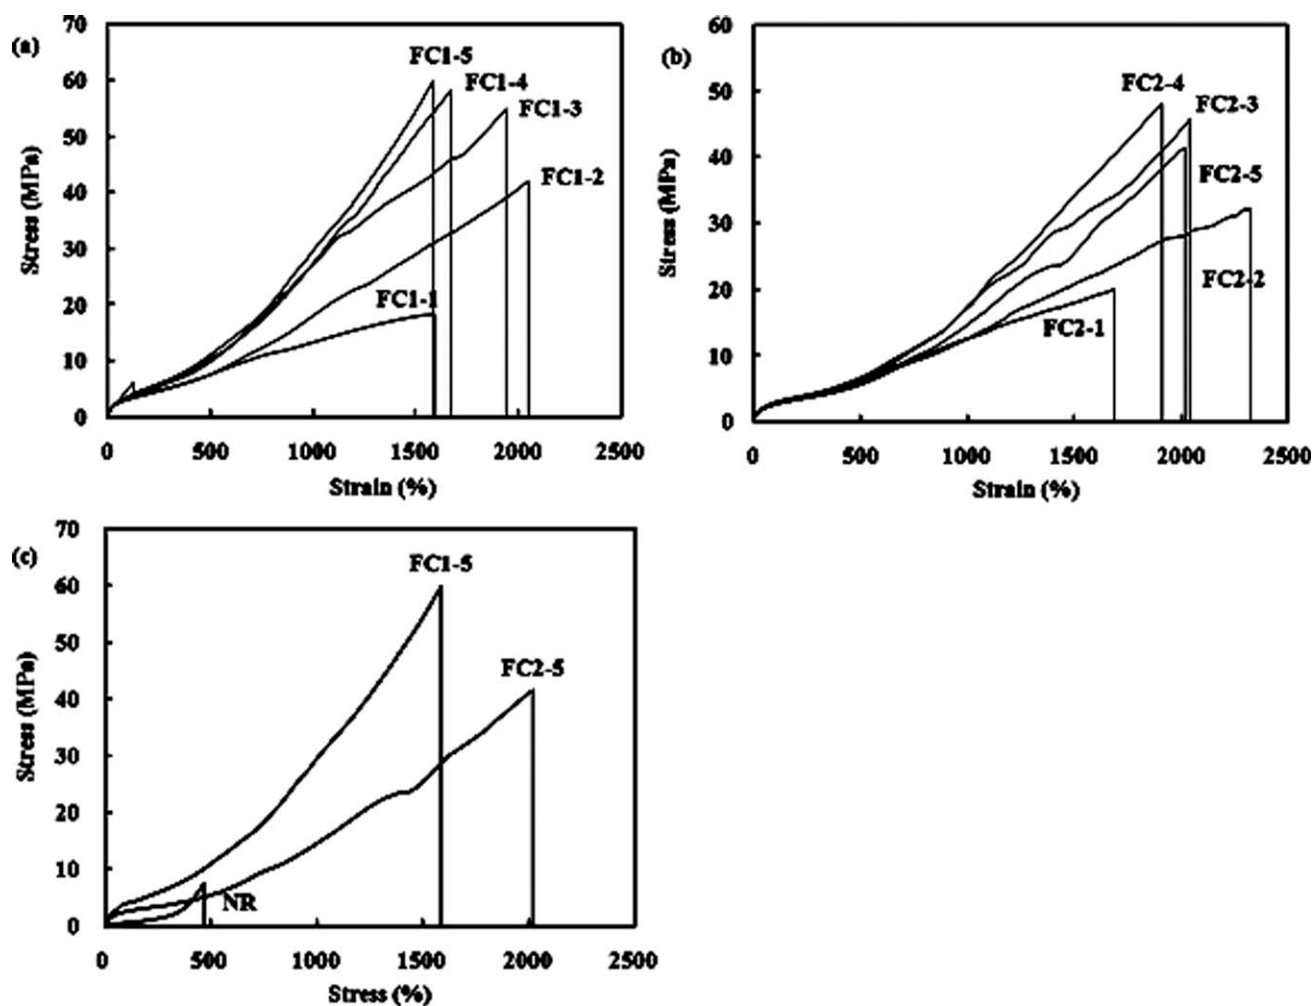 (a)
70
60
50
40
30
20
10
0
Stress (MPa)
FC1-5
FC1-4
FC1-3
FC1-2
FC1-1
0 500 1000 1500 2000 2500
Strain (%)
(b)
60
50
40
30
20
10
0
Stress (MPa)
FC2-4
FC2-3
FC2-5
FC2-2
FC2-1
0 500 1000 1500 2000 2500
Strain (%)
(c)
70
60
50
40
30
20
10
0
Stress (MPa)
FC1-5
FC2-5
NR
0 500 1000 1500 2000 2500
Stress (%)